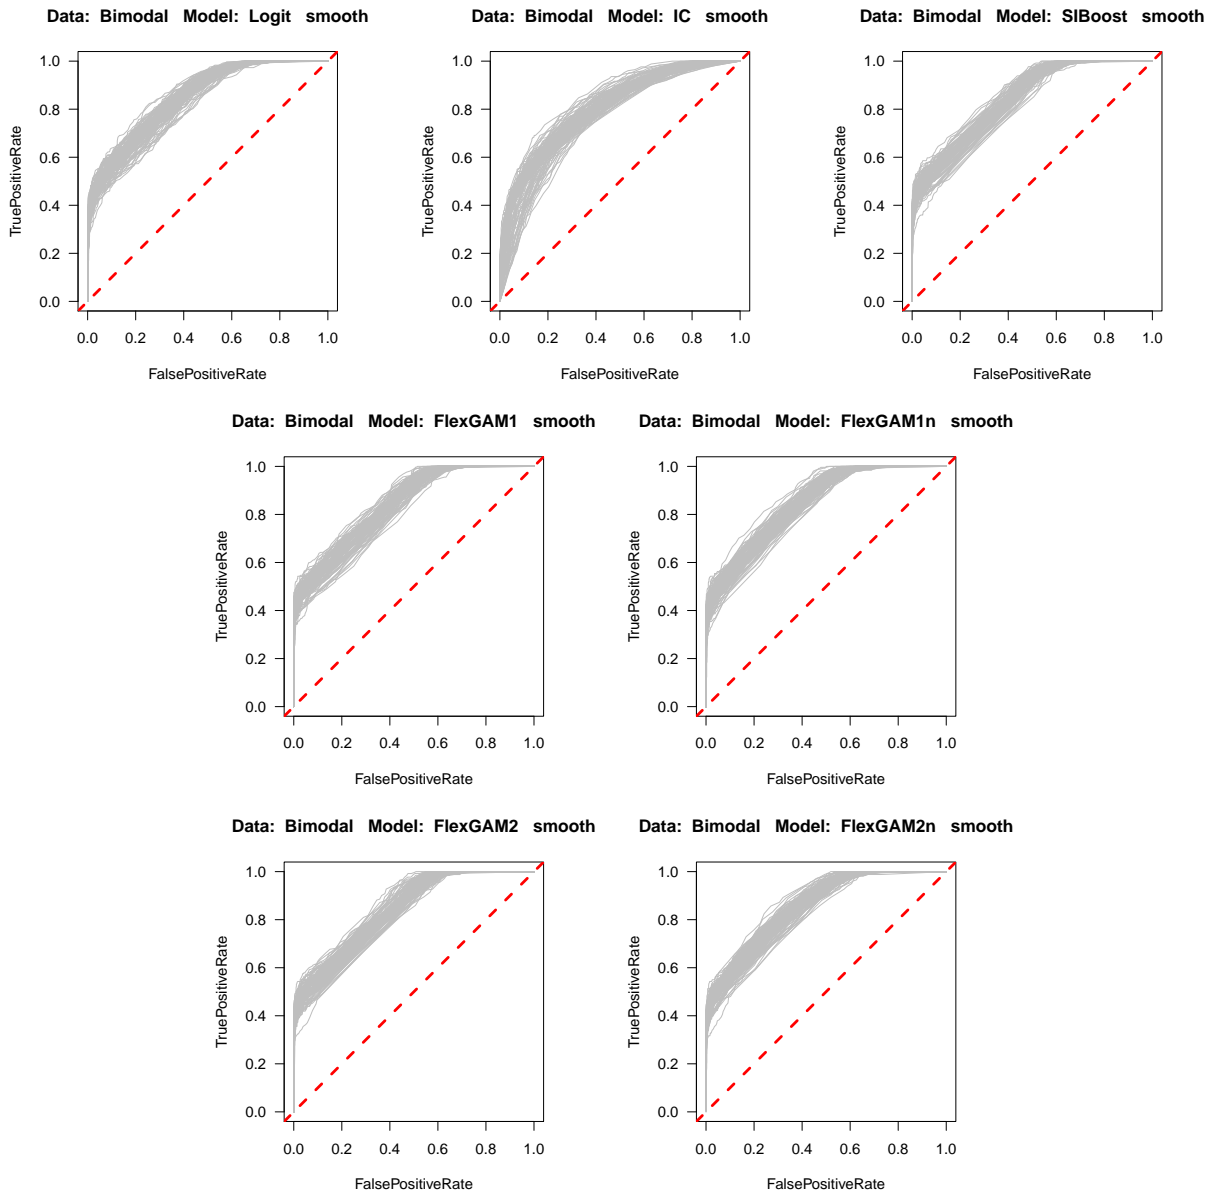 Data: Bimodal Model: Logit smooth
Data: Bimodal Model: IC smooth
Data: Bimodal Model: SIBoost smooth
TruePositiveRate
1.0
0.8
0.6
0.4
0.2
0.0
0.0 0.2 0.4 0.6 0.8 1.0
FalsePositiveRate
TruePositiveRate
1.0
0.8
0.6
0.4
0.2
0.0
0.0 0.2 0.4 0.6 0.8 1.0
FalsePositiveRate
TruePositiveRate
1.0
0.8
0.6
0.4
0.2
0.0
0.0 0.2 0.4 0.6 0.8 1.0
FalsePositiveRate
Data: Bimodal Model: FlexGAM1 smooth
Data: Bimodal Model: FlexGAM1n smooth
TruePositiveRate
1.0
0.8
0.6
0.4
0.2
0.0
0.0 0.2 0.4 0.6 0.8 1.0
FalsePositiveRate
TruePositiveRate
1.0
0.8
0.6
0.4
0.2
0.0
0.0 0.2 0.4 0.6 0.8 1.0
FalsePositiveRate
Data: Bimodal Model: FlexGAM2 smooth
Data: Bimodal Model: FlexGAM2n smooth
TruePositiveRate
1.0
0.8
0.6
0.4
0.2
0.0
0.0 0.2 0.4 0.6 0.8 1.0
FalsePositiveRate
TruePositiveRate
1.0
0.8
0.6
0.4
0.2
0.0
0.0 0.2 0.4 0.6 0.8 1.0
FalsePositiveRate